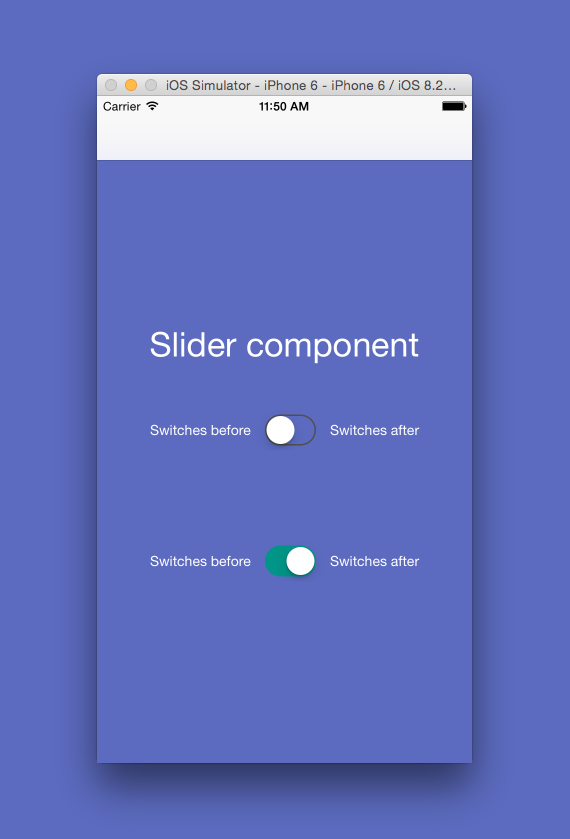 iOS Simulator - iPhone 6 - iPhone 6 / iOS 8.2...
Carrier 11:50 AM
Slider component
Switches before Switches after
Switches before Switches after